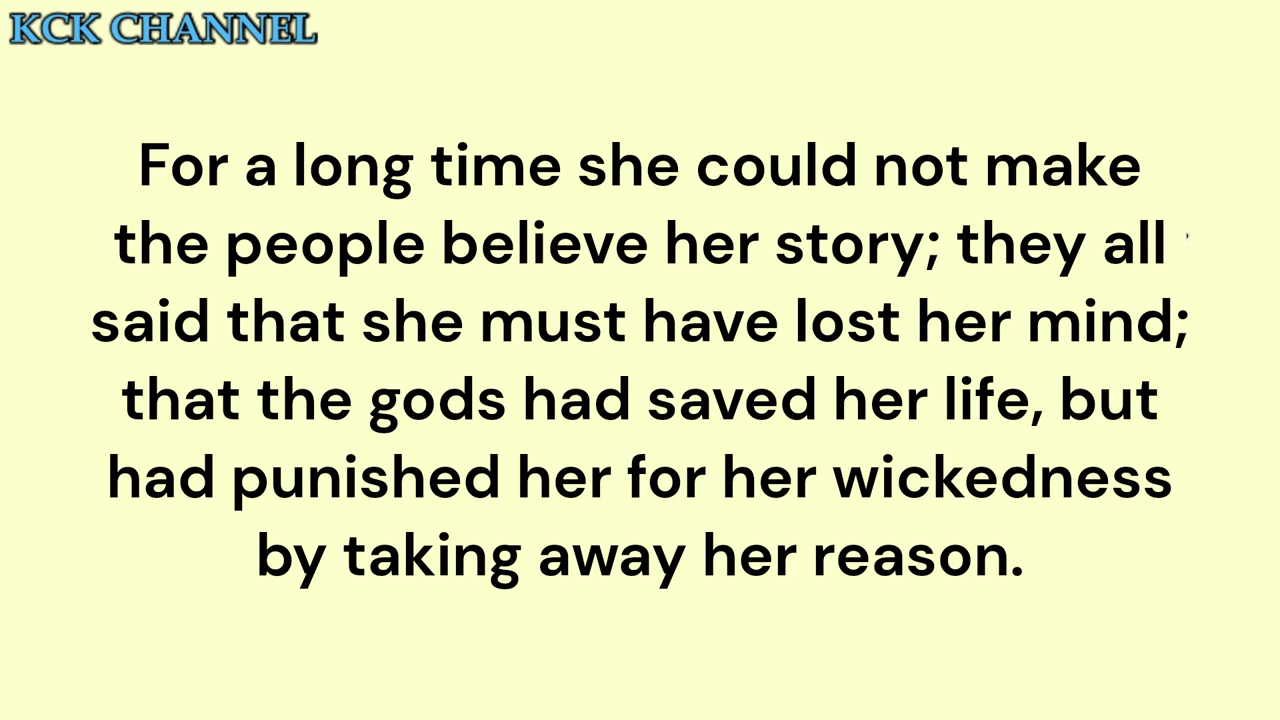 KCK CHANNEL
For a long time she could not make
the people believe her story; they all
said that she must have lost her mind;
that the gods had saved her life, but
had punished her for her wickedness
by taking away her reason.